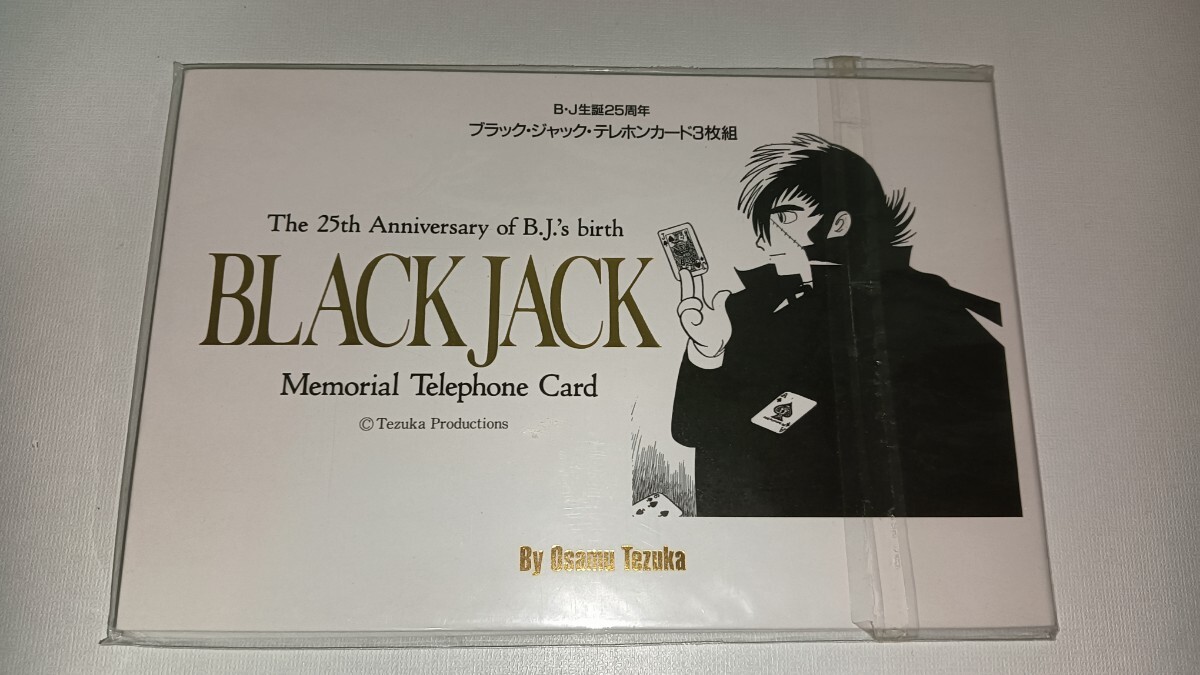 B・J生誕25周年
ブラック・ジャック・テレホンカード3枚組
The 25th Anniversary of B.J.'s birth
BLACK JACK
Memorial Telephone Card
© Tezuka Productions
By Osamu Tezuka